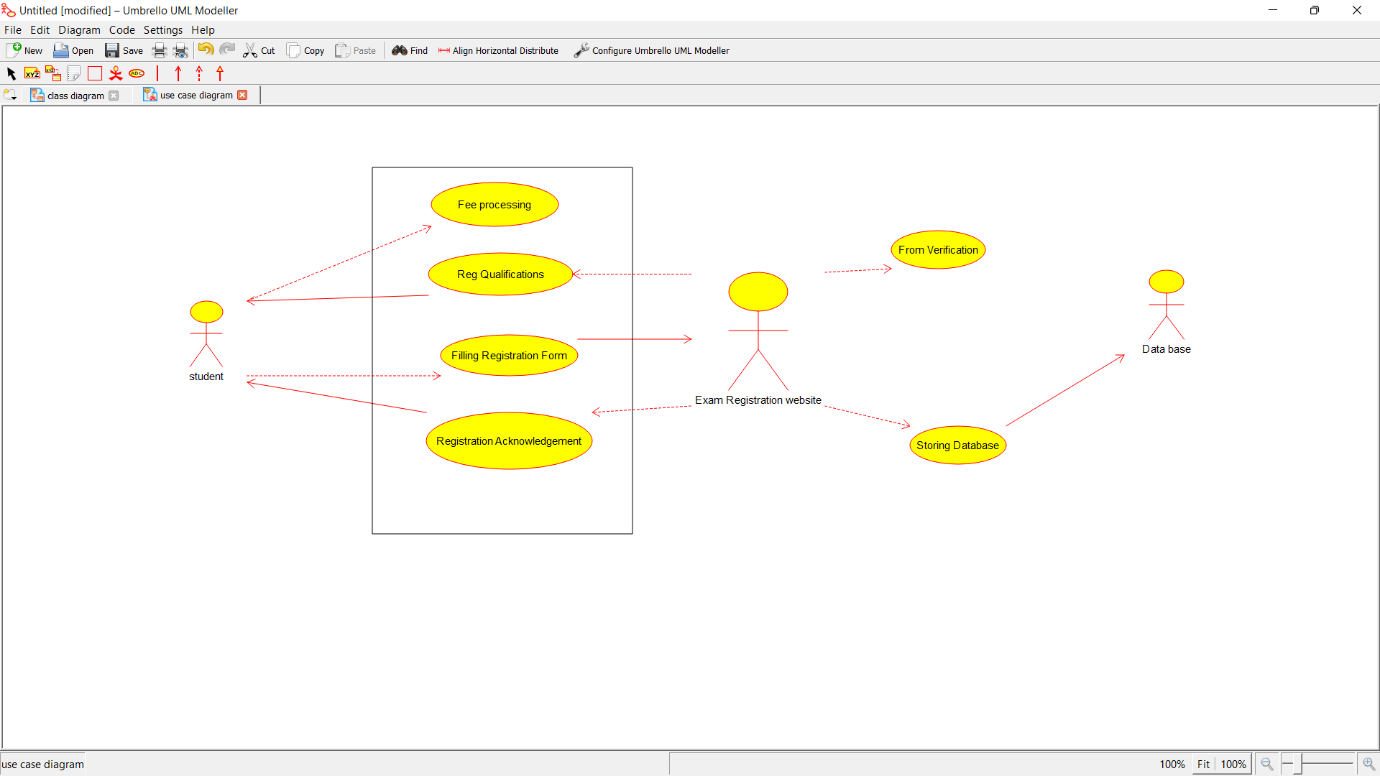 Untitled [modified] – Umbrello UML Modeller
File Edit Diagram Code Settings Help
New Open Save Cut Copy Paste Find Align Horizontal Distribute Configure Umbrello UML Modeller
XYZ ABC
class diagram use case diagram
Fee processing
From Verification
Reg Qualifications
Data base
Filling Registration Form
student
Exam Registration website
Registration Acknowledgement
Storing Database
use case diagram 100% Fit 100%